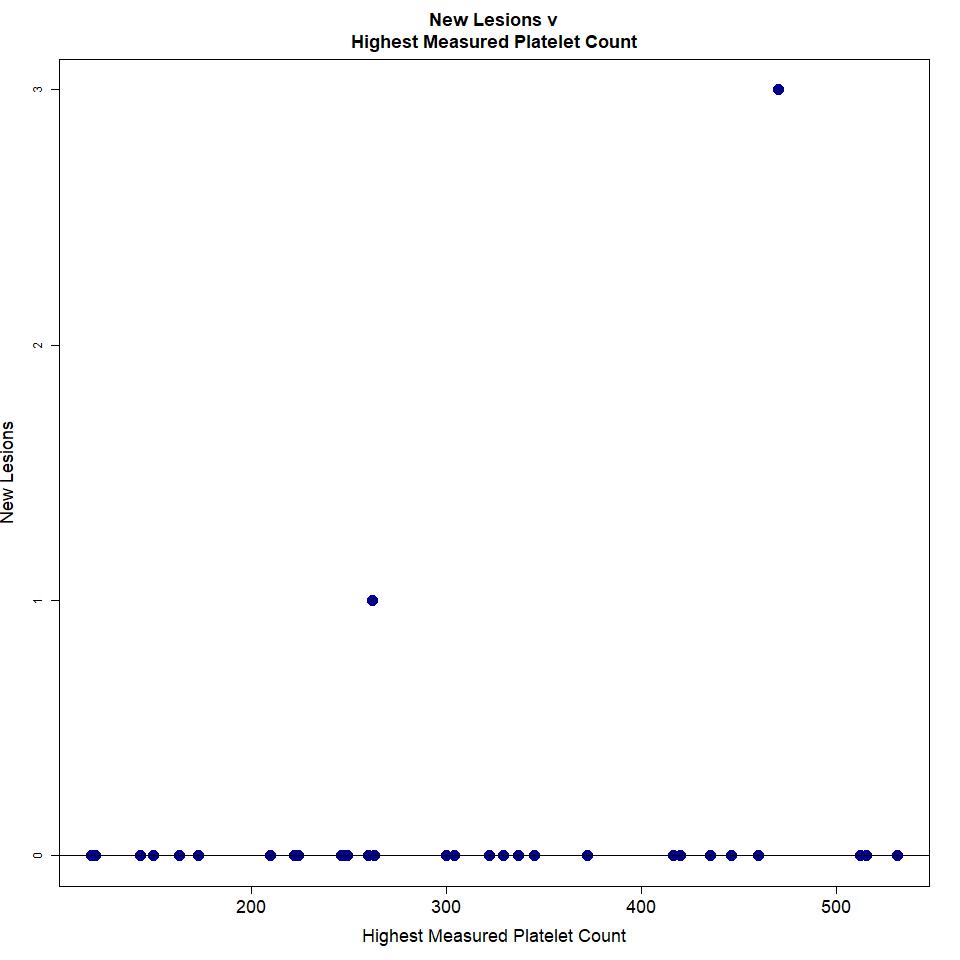 New Lesions v
Highest Measured Platelet Count
3
2
1
0
New Lesions
200 300 400 500
Highest Measured Platelet Count